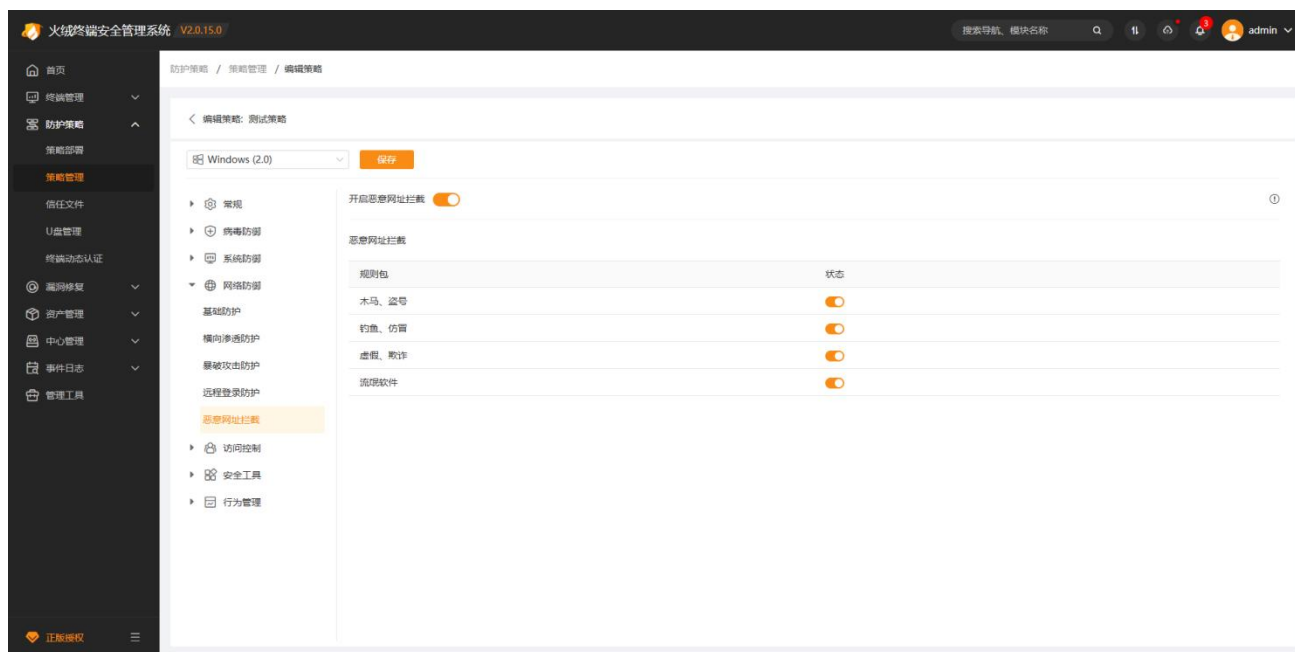 火绒终端安全管理系统 V2.0.15.0
搜索导航、模块名称
3
admin
首页
终端管理
防护策略
策略部署
策略管理
信任文件
U盘管理
终端动态认证
漏洞修复
资产管理
中心管理
事件日志
管理工具
正版授权
防护策略 / 策略管理 / 编辑策略
编辑策略: 测试策略
Windows (2.0)
保存
常规
病毒防御
系统防御
网络防御
基础防护
横向渗透防护
暴破攻击防护
远程登录防护
恶意网址拦截
访问控制
安全工具
行为管理
开启恶意网址拦截
恶意网址拦截
规则包 状态
木马、盗号
钓鱼、仿冒
虚假、欺诈
流氓软件